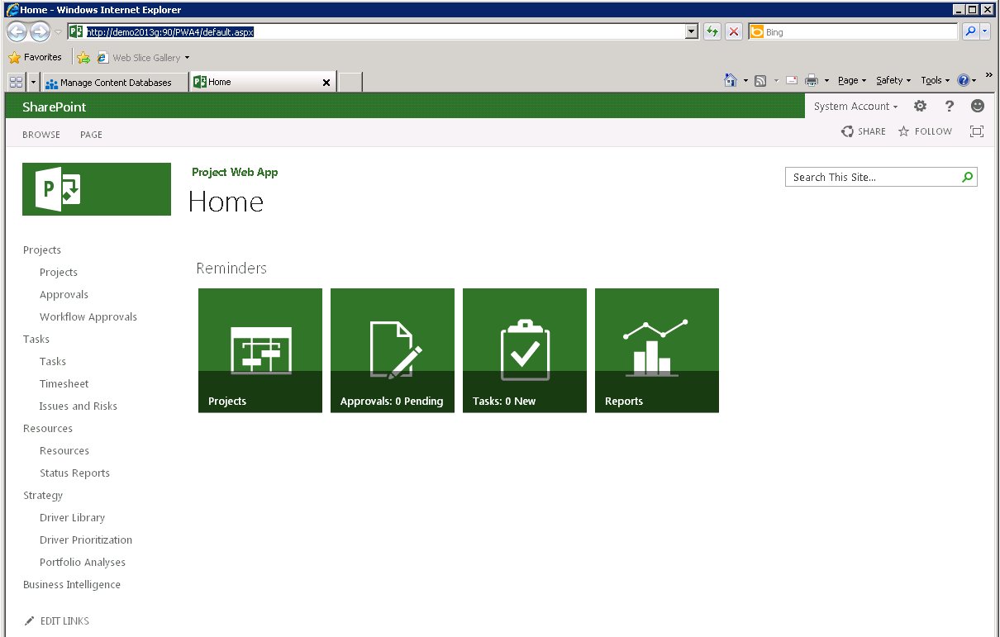 Home - Windows Internet Explorer
http://demo2013g:90/PWA4/default.aspx
Bing
Favorites
Web Slice Gallery
Manage Content Databases
Home
Page
Safety
Tools
SharePoint
System Account
BROWSE PAGE
SHARE
FOLLOW
P
Project Web App
Home
Search This Site...
Projects
Projects
Approvals
Workflow Approvals
Tasks
Tasks
Timesheet
Issues and Risks
Resources
Resources
Status Reports
Strategy
Driver Library
Driver Prioritization
Portfolio Analyses
Business Intelligence
EDIT LINKS
Reminders
Projects
Approvals: 0 Pending
Tasks: 0 New
Reports